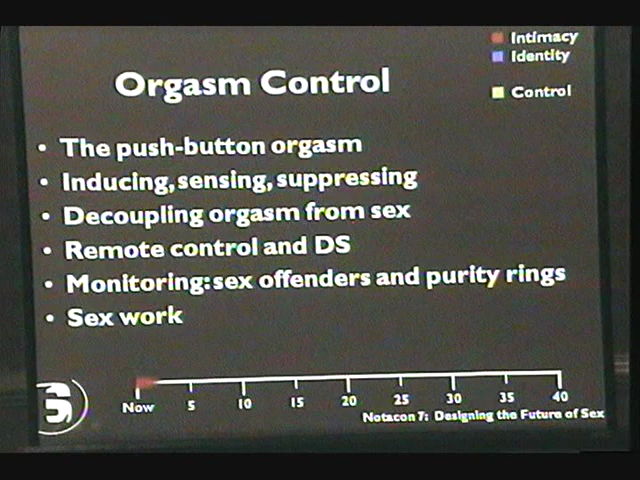 Intimacy
Identity
Control
Orgasm Control
• The push-button orgasm
• Inducing, sensing, suppressing
• Decoupling orgasm from sex
• Remote control and DS
• Monitoring: sex offenders and purity rings
• Sex work
Now 5 10 15 20 25 30 35 40
Notacon 7: Designing the Future of Sex